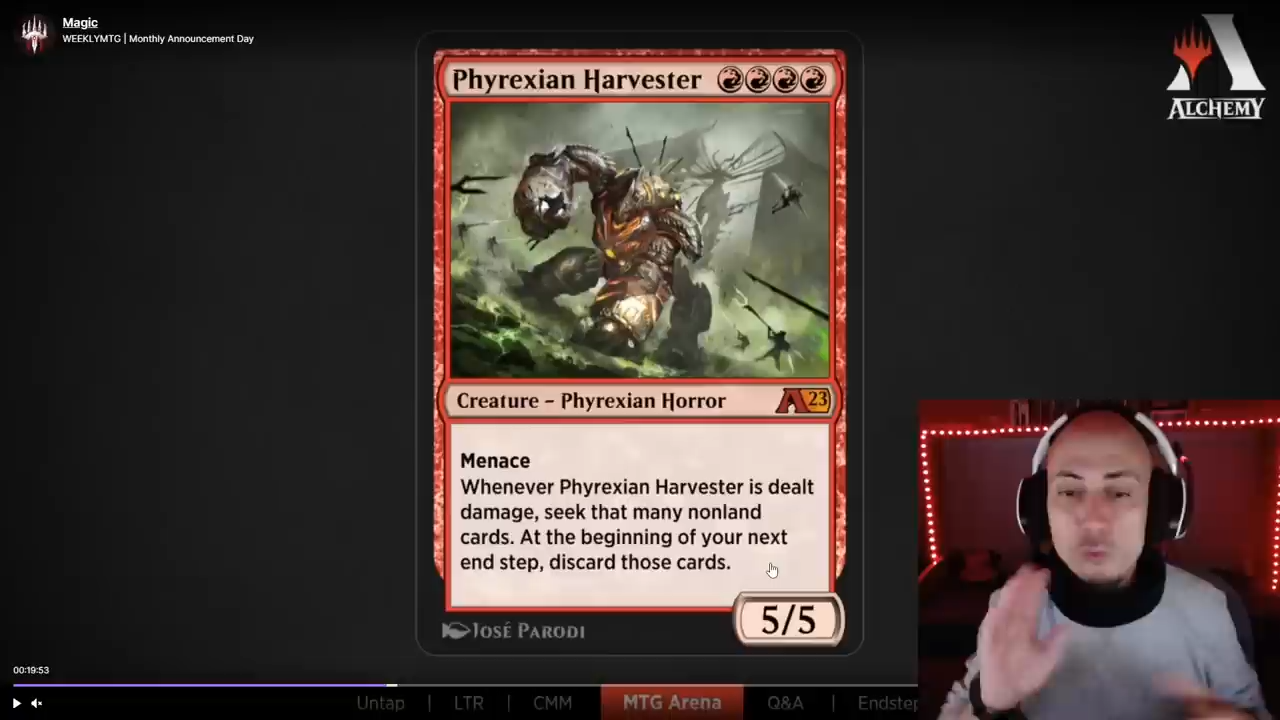 Magic
WEEKLYMTG | Monthly Announcement Day
ALCHEMY
Phyrexian Harvester
Creature – Phyrexian Horror
A23
Menace
Whenever Phyrexian Harvester is dealt
damage, seek that many nonland
cards. At the beginning of your next
end step, discard those cards.
5/5
José Parodi
00:19:53
Untap | LTR | CMM MTG Arena Q&A | Endstep